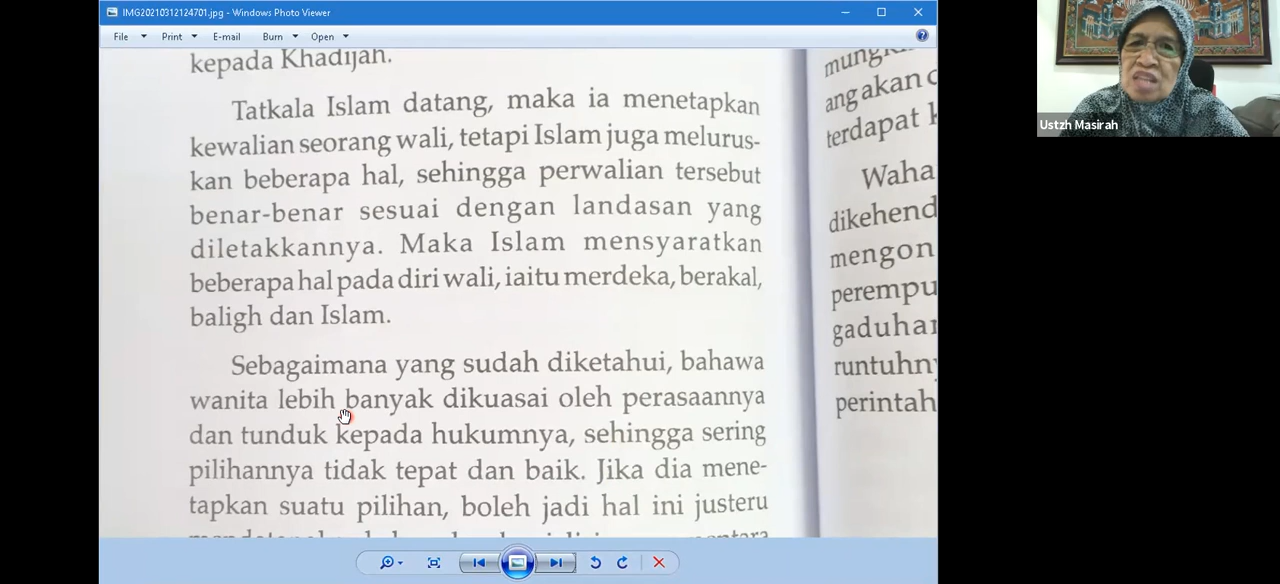 IMG20210312124701.jpg - Windows Photo Viewer
File Print E-mail Burn Open
Ustzh Masirah
kepada Khadijah.
Tatkala Islam datang, maka ia menetapkan
kewalian seorang wali, tetapi Islam juga melurus-
kan beberapa hal, sehingga perwalian tersebut
benar-benar sesuai dengan landasan yang
diletakkannya. Maka Islam mensyaratkan
beberapa hal pada diri wali, iaitu merdeka, berakal,
baligh dan Islam.
Sebagaimana yang sudah diketahui, bahawa
wanita lebih banyak dikuasai oleh perasaannya
dan tunduk kepada hukumnya, sehingga sering
pilihannya tidak tepat dan baik. Jika dia mene-
tapkan suatu pilihan, boleh jadi hal ini justeru
ang akan
terdapat
Waha
dikehend
mengon
perempu
gaduhan
runtuhn
perintah